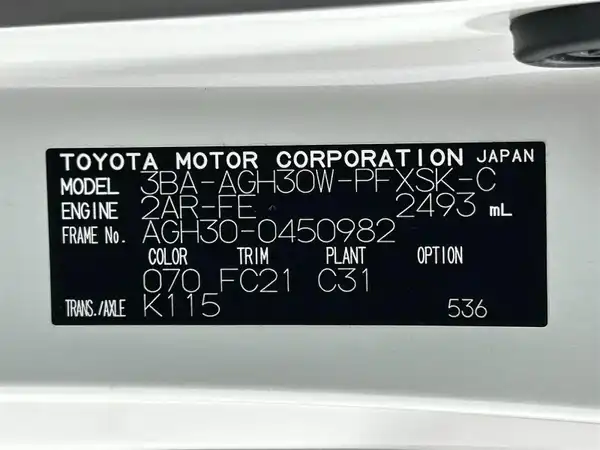 TOYOTA MOTOR CORPORATION JAPAN
MODEL 3BA-AGH30W-PFXSK-C
ENGINE 2AR-FE 2493 mL
FRAME No. AGH30-0450982
COLOR TRIM PLANT OPTION
070 FC21 C31
TRANS./AXLE K115 536